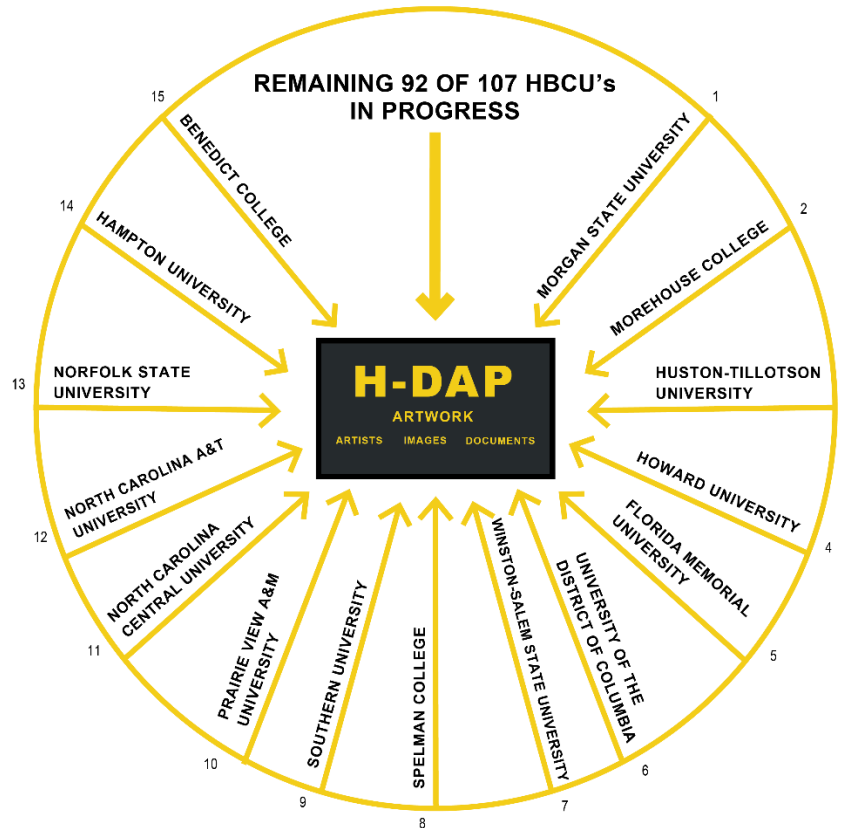 REMAINING 92 OF 107 HBCU's
IN PROGRESS
1
MORGAN STATE UNIVERSITY
2
MOREHOUSE COLLEGE
HUSTON-TILLOTSON
UNIVERSITY
4
HOWARD UNIVERSITY
5
FLORIDA MEMORIAL
UNIVERSITY
6
UNIVERSITY OF THE
DISTRICT OF COLUMBIA
7
WINSTON-SALEM STATE UNIVERSITY
8
SPELMAN COLLEGE
9
SOUTHERN UNIVERSITY
10
PRAIRIE VIEW A&M
UNIVERSITY
11
NORTH CAROLINA
CENTRAL UNIVERSITY
12
NORTH CAROLINA A&T
UNIVERSITY
13
NORFOLK STATE
UNIVERSITY
14
HAMPTON UNIVERSITY
15
BENEDICT COLLEGE
H-DAP
ARTWORK
ARTISTS IMAGES DOCUMENTS